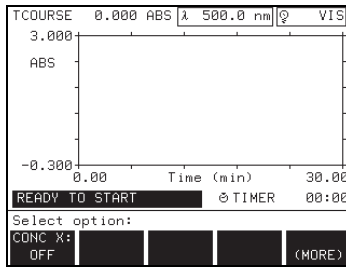 TCOURSE 0.000 ABS λ 500.0 nm VIS
3.000
ABS
-0.300
0.00 Time (min) 30.00
READY TO START TIMER 00:00
Select option:
CONC X:
OFF (MORE)